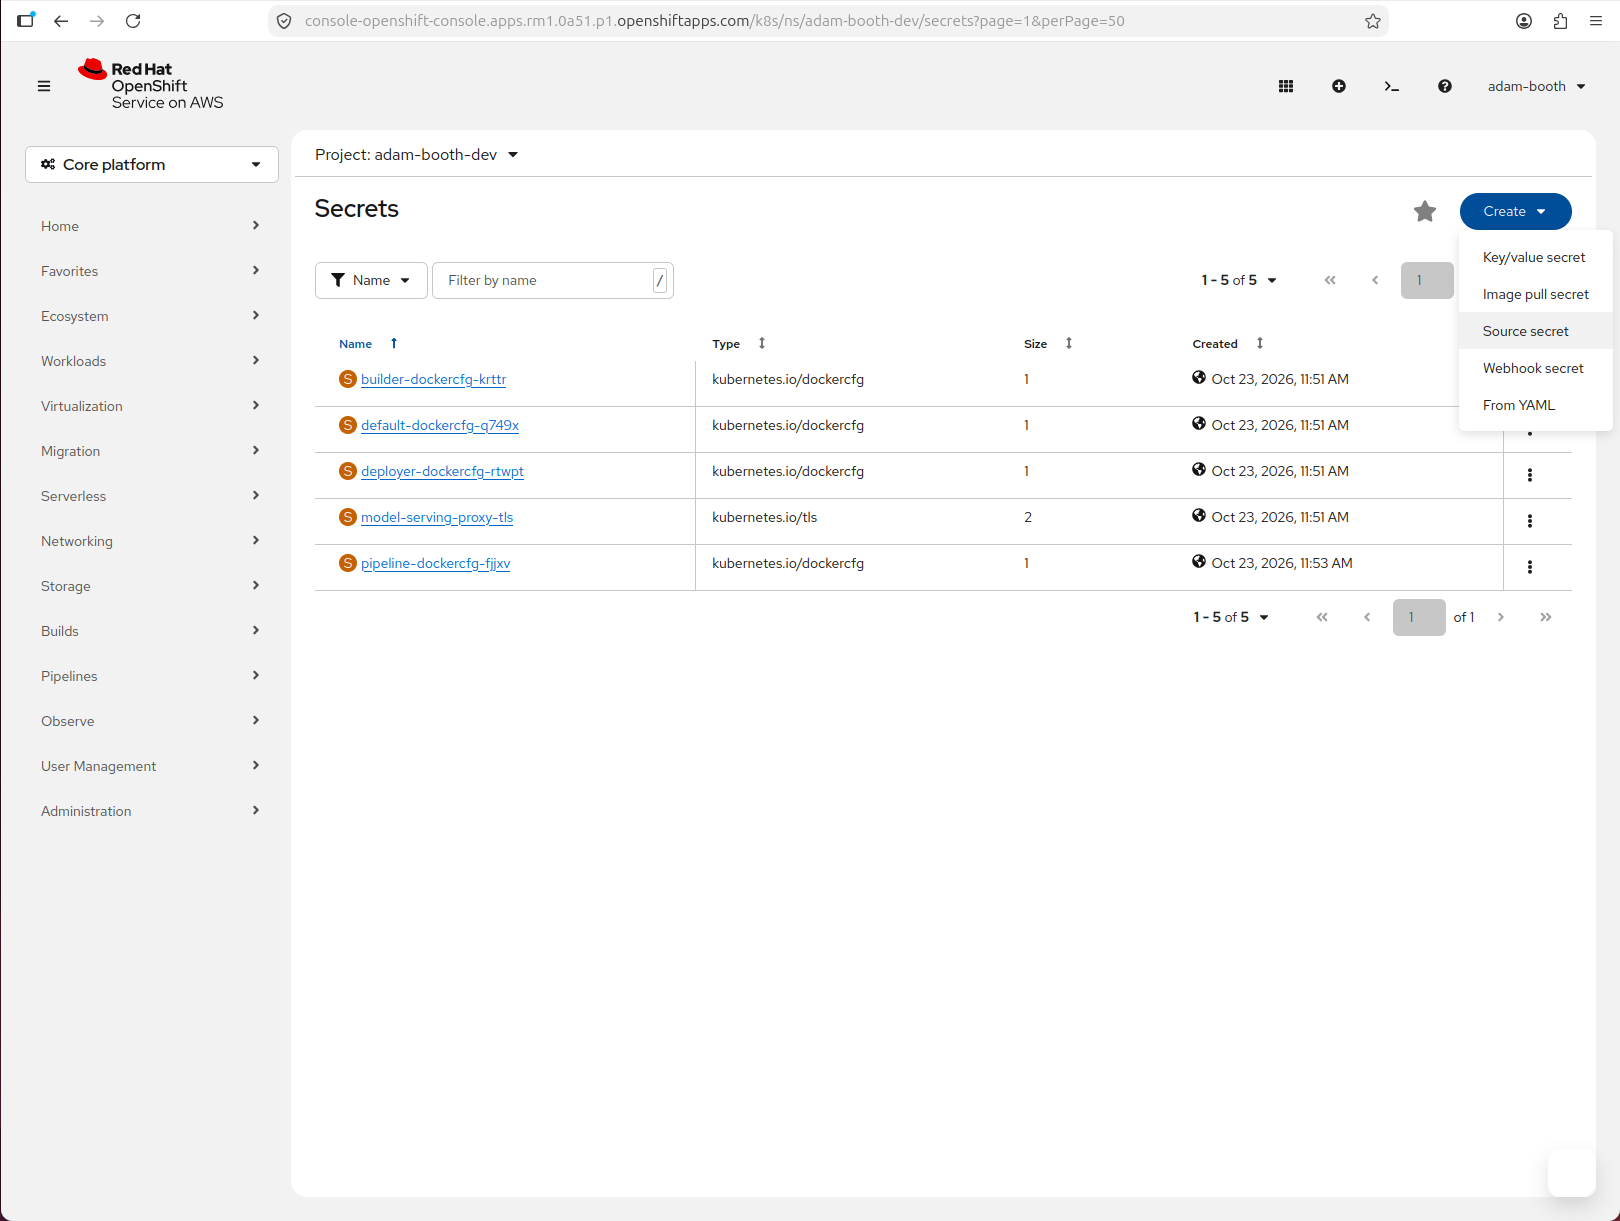 console-openshift-console.apps.rm1.0a51.p1.openshiftapps.com/k8s/ns/adam-booth-dev/secrets?page=1&perPage=50
Red Hat
OpenShift
Service on AWS
adam-booth
Core platform
Home
Favorites
Ecosystem
Workloads
Virtualization
Migration
Serverless
Networking
Storage
Builds
Pipelines
Observe
User Management
Administration
Project: adam-booth-dev
Secrets
Create
Key/value secret
Image pull secret
Source secret
Webhook secret
From YAML
Name
Filter by name
/
1 - 5 of 5
1
Name Type Size Created
S builder-dockercfg-krttr kubernetes.io/dockercfg 1 Oct 23, 2026, 11:51 AM
S default-dockercfg-q749x kubernetes.io/dockercfg 1 Oct 23, 2026, 11:51 AM
S deployer-dockercfg-rtwpt kubernetes.io/dockercfg 1 Oct 23, 2026, 11:51 AM
S model-serving-proxy-tls kubernetes.io/tls 2 Oct 23, 2026, 11:51 AM
S pipeline-dockercfg-fjjxv kubernetes.io/dockercfg 1 Oct 23, 2026, 11:53 AM
1 - 5 of 5
1 of 1